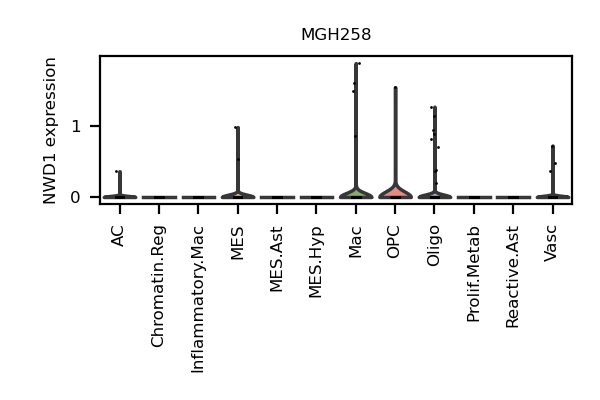 MGH258
NWD1 expression
1
0
AC
Chromatin.Reg
Inflammatory.Mac
MES
MES.Ast
MES.Hyp
Mac
OPC
Oligo
Prolif.Metab
Reactive.Ast
Vasc